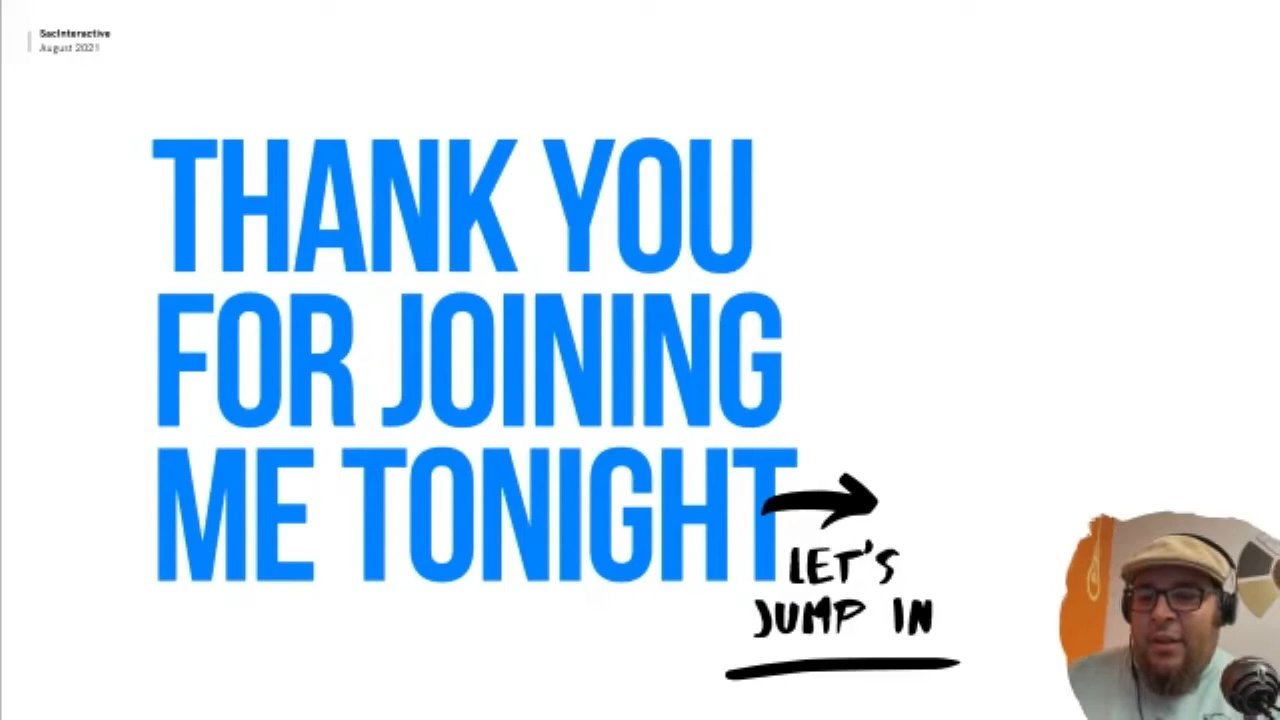 SacInteractive
August 2021
THANK YOU
FOR JOINING
ME TONIGHT
LET'S
JUMP IN